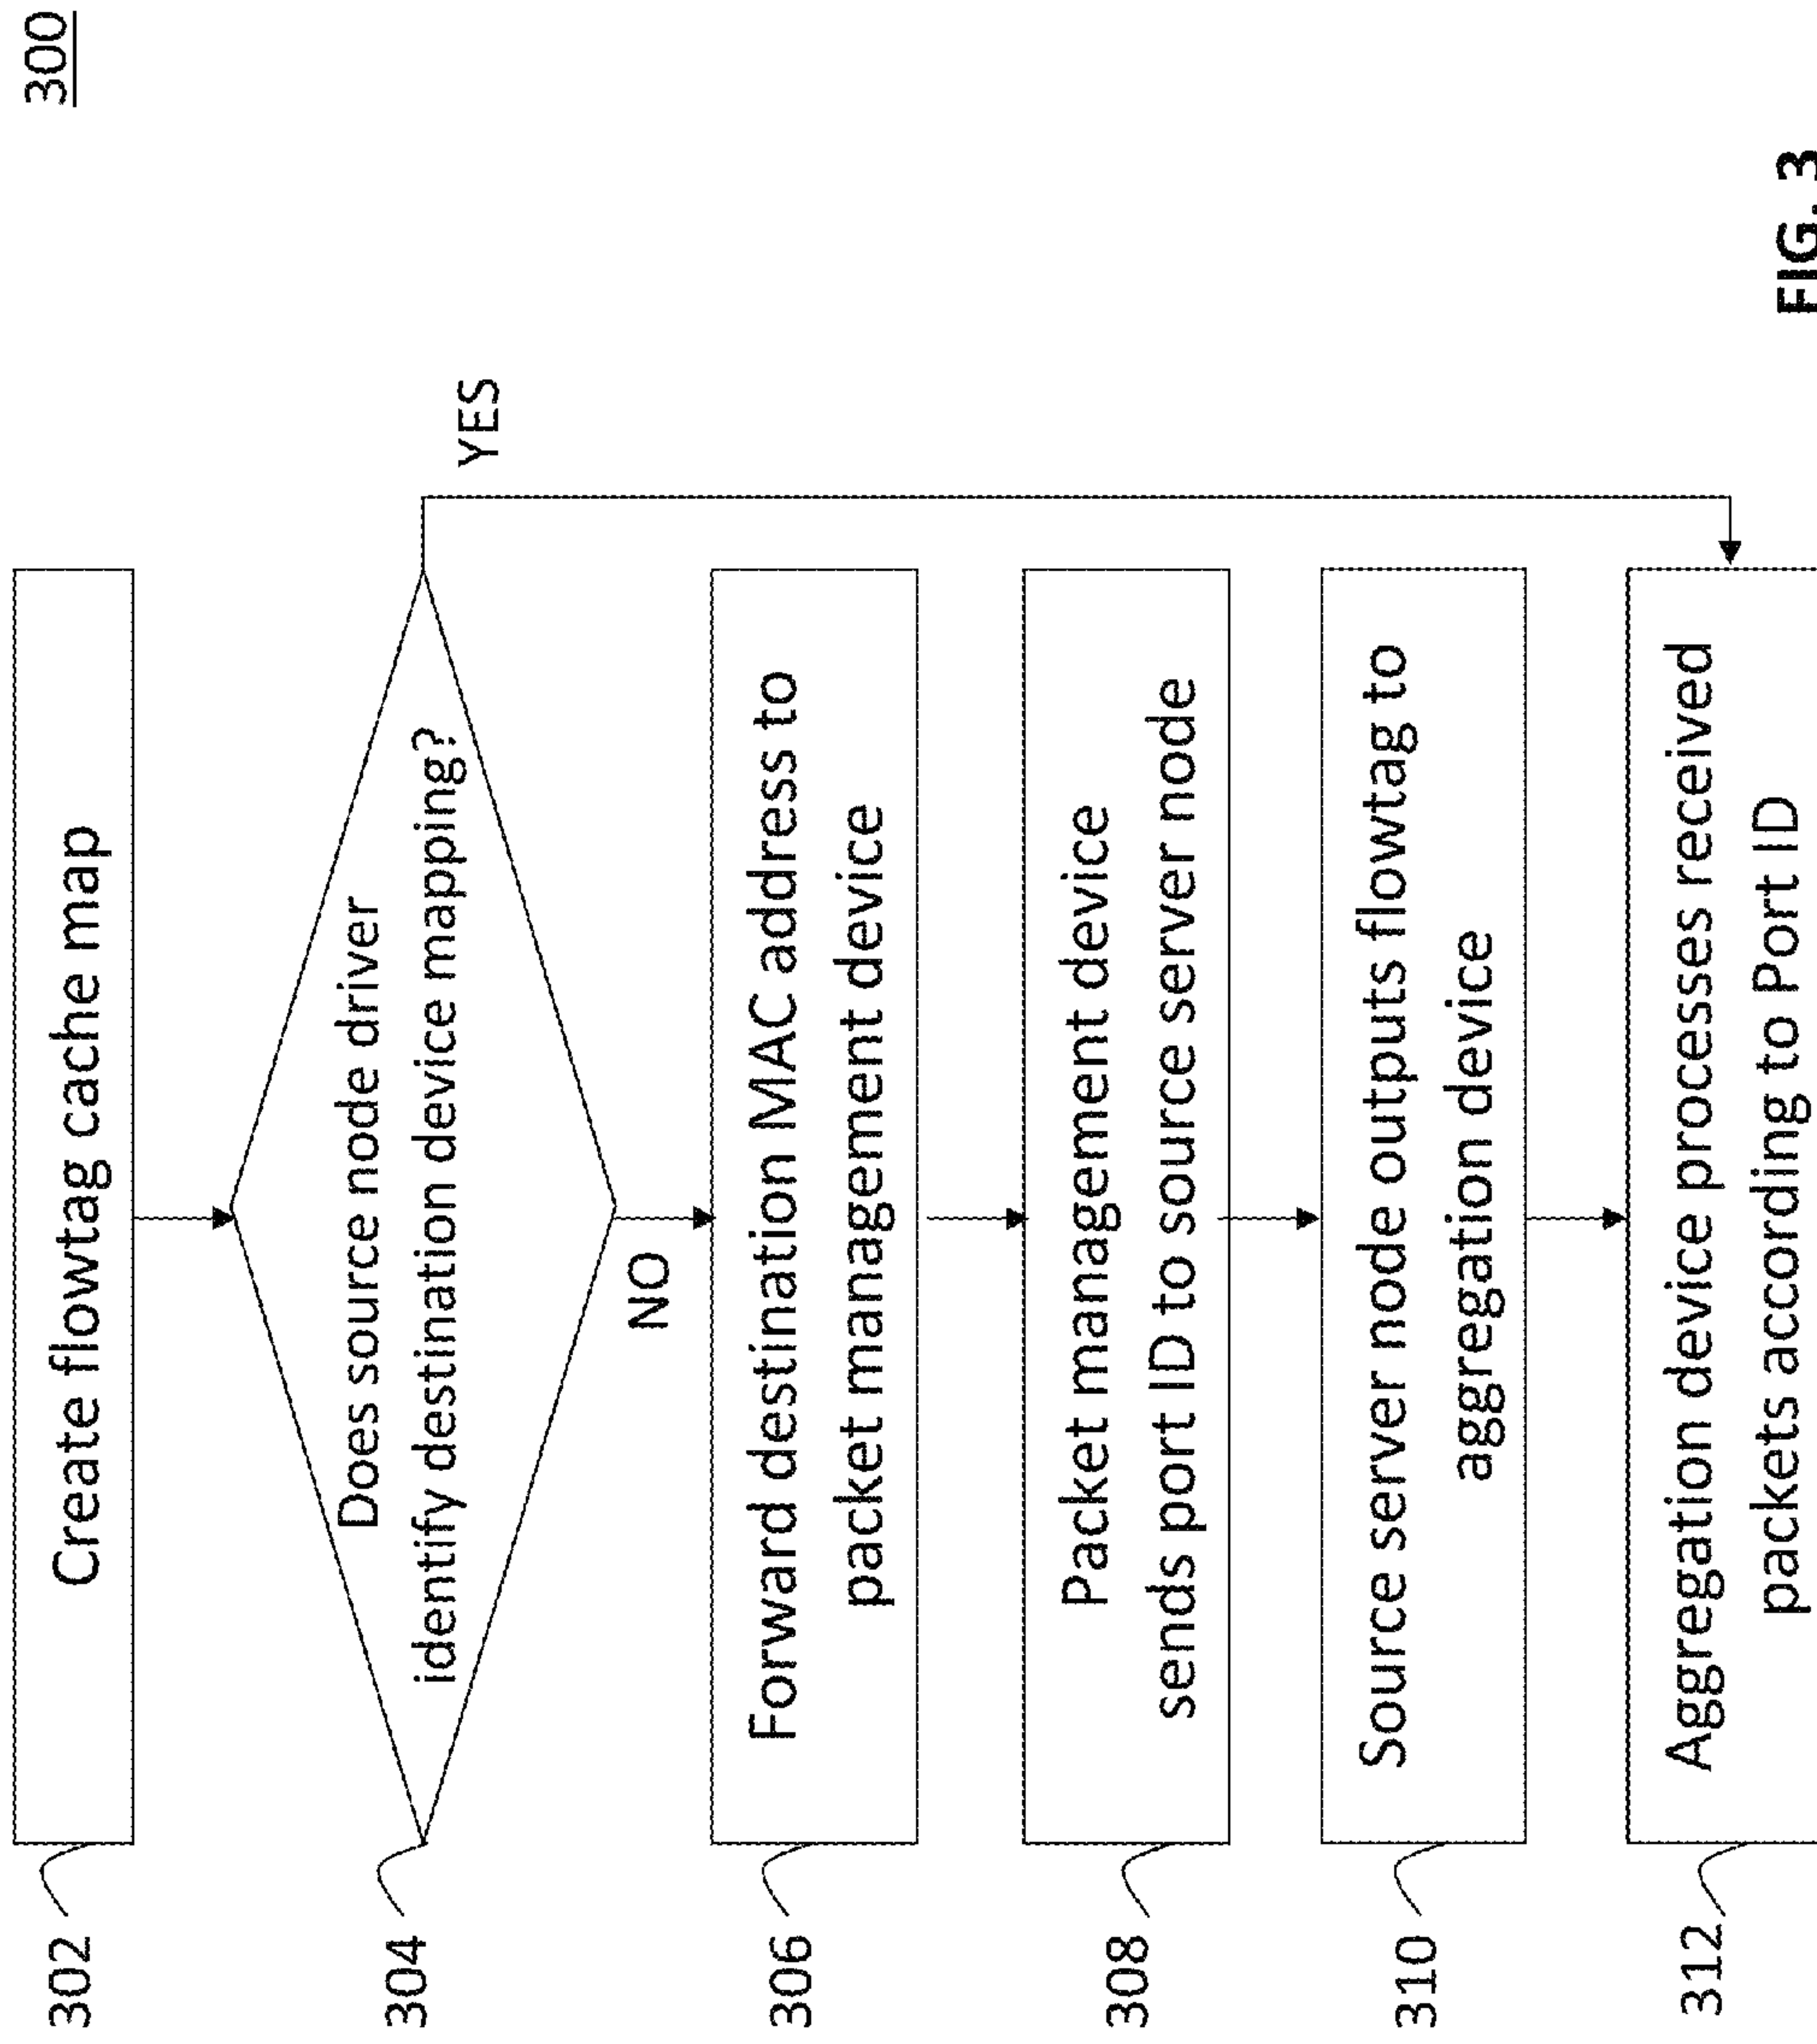 300
302
Create flowtag cache map
304
Does source node driver
identify destination device mapping?
YES
NO
306
Forward destination MAC address to
packet management device
308
Packet management device
sends port ID to source server node
310
Source server node outputs flowtag to
aggregation device
312
Aggregation device processes received
packets according to Port ID
FIG. 3